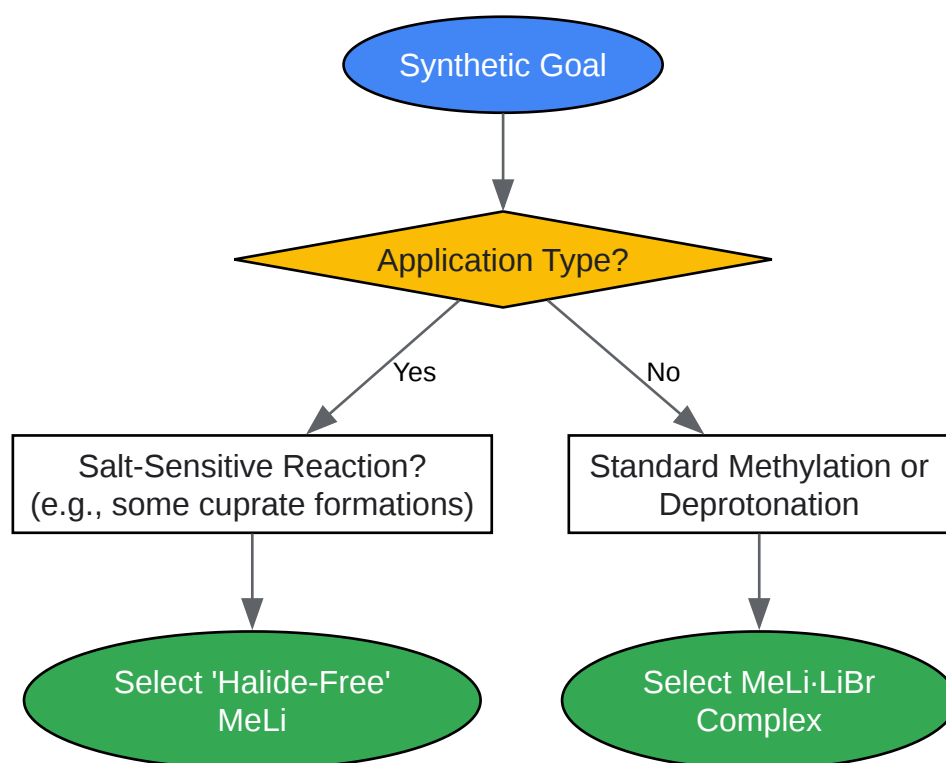 Synthetic Goal
Application Type?
Yes
No
Salt-Sensitive Reaction?
(e.g., some cuprate formations)
Standard Methylation or
Deprotonation
Select 'Halide-Free'
MeLi
Select MeLi·LiBr
Complex